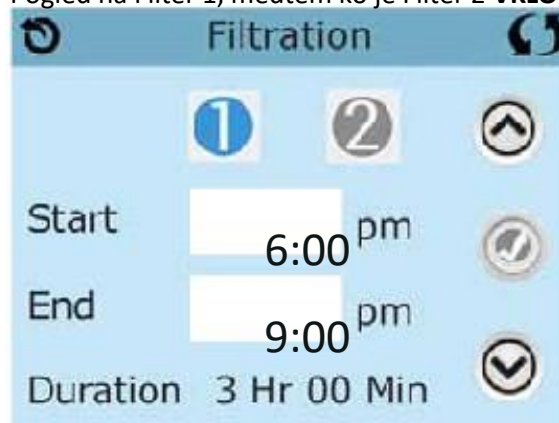 Pogled na Filter 1, medtem ko je Filter 2
Filtration
1 2
Start 6:00 pm
End 9:00 pm
Duration 3 Hr 00 Min